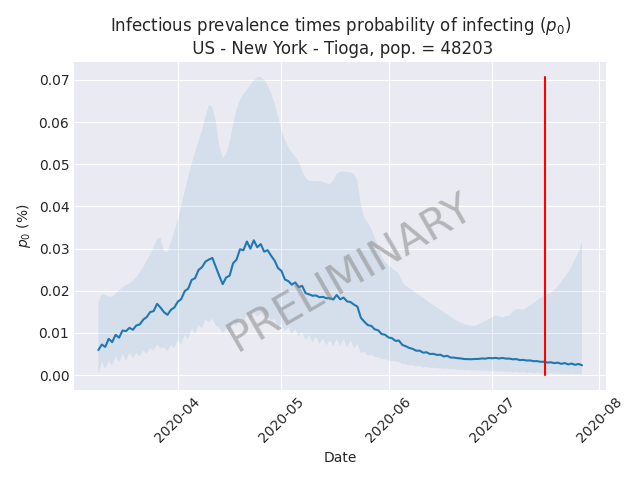 Infectious prevalence times probability of infecting (p0)
US - New York - Tioga, pop. = 48203
0.07
0.06
0.05
0.04
0.03
0.02
0.01
0.00
p0 (%)
PRELIMINARY
2020-04
2020-05
2020-06
2020-07
2020-08
Date